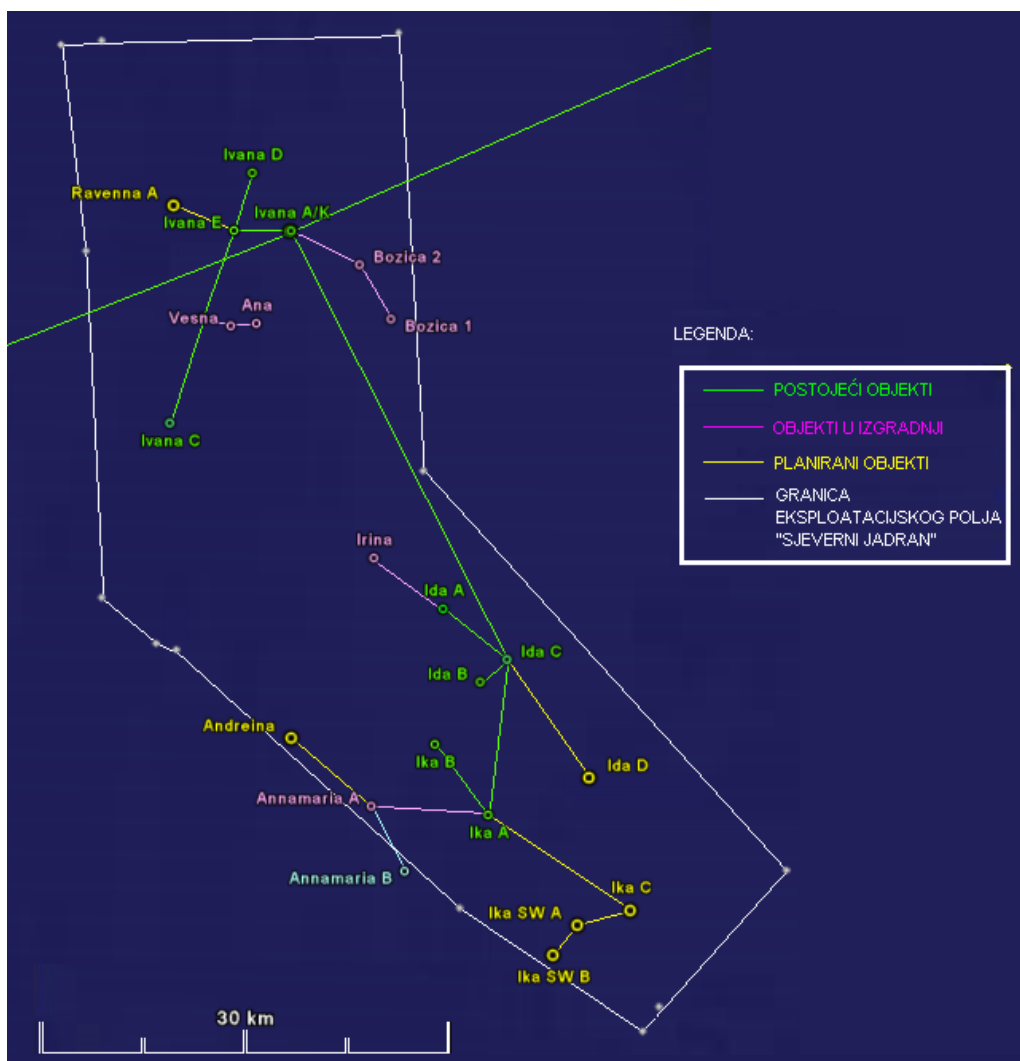 Ivana D
Ravenna A
Ivana E
Ivana A/K
Bozica 2
Ana
Vesna
Bozica 1
LEGENDA:
POSTOJEĆI OBJEKTI
Ivana C
OBJEKTI U IZGRADNJI
PLANIRANI OBJEKTI
GRANICA
EKSPLOATACIJSKOG POLJA
"SJEVERNI JADRAN"
Irina
Ida A
Ida C
Ida B
Andreina
Ika B
Ida D
Annamaria A
Ika A
Annamaria B
Ika C
Ika SW A
Ika SW B
30 km